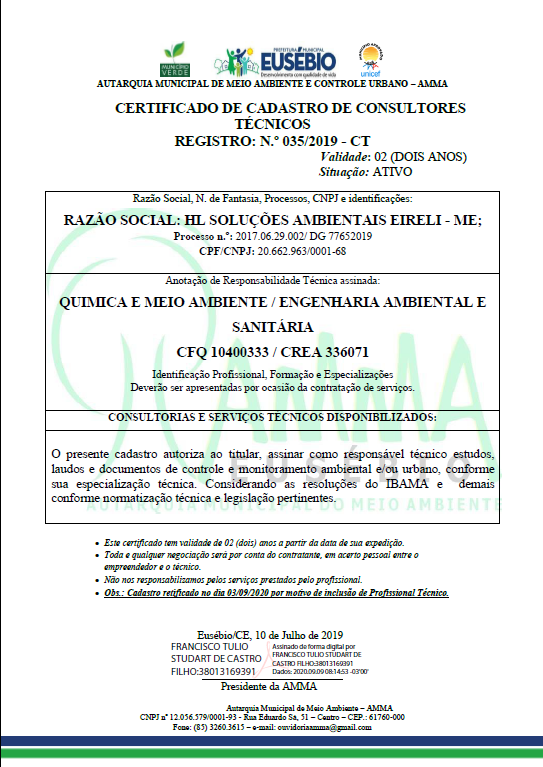 MUNICÍPIO
VERDE
PREFEITURA MUNICIPAL
EUSÉBIO
Desenvolvimento com qualidade de vida
unicef
AUTARQUIA MUNICIPAL DE MEIO AMBIENTE E CONTROLE URBANO – AMMA
CERTIFICADO DE CADASTRO DE CONSULTORES
TÉCNICOS
REGISTRO: N.º 035/2019 - CT
Validade: 02 (DOIS ANOS)
Situação: ATIVO
Razão Social, N. de Fantasia, Processos, CNPJ e identificações:
RAZÃO SOCIAL: HL SOLUÇÕES AMBIENTAIS EIRELI - ME;
Processo n.º: 2017.06.29.002/ DG 77652019
CPF/CNPJ: 20.662.963/0001-68
Anotação de Responsabilidade Técnica assinada:
QUIMICA E MEIO AMBIENTE / ENGENHARIA AMBIENTAL E
SANITÁRIA
CFQ 10400333 / CREA 336071
Identificação Profissional, Formação e Especializações
Deverão ser apresentadas por ocasião da contratação de serviços.
AMMA
CONSULTORIAS E SERVIÇOS TÉCNICOS DISPONIBILIZADOS:
O presente cadastro autoriza ao titular, assinar como responsável técnico estudos,
EUSÉBIO
laudos e documentos de controle e monitoramento ambiental e/ou urbano, conforme
sua especialização técnica. Considerando as resoluções do IBAMA e demais
conforme normatização técnica e legislação pertinentes.
AUTARQUIA MUNICIPAL DO MEIO AMBIENTE
• Este certificado tem validade de 02 (dois) anos a partir da data de sua expedição.
• Toda e qualquer negociação será por conta do contratante, em acerto pessoal entre o
empreendedor e o técnico.
• Não nos responsabilizamos pelos serviços prestados pelo profissional.
• Obs.: Cadastro retificado no dia 03/09/2020 por motivo de inclusão de Profissional Técnico.
Eusébio/CE, 10 de Julho de 2019
FRANCISCO TULIO
STUDART DE CASTRO
FILHO:38013169391
Assinado de forma digital por
FRANCISCO TULIO STUDART DE
CASTRO FILHO:38013169391
Dados: 2020.09.09 08:14:53 -03'00'
Presidente da AMMA
Autarquia Municipal de Meio Ambiente – AMMA
CNPJ nº 12.056.579/0001-93 - Rua Eduardo Sá, 51 – Centro – CEP.: 61760-000
Fone: (85) 3260.3615 – e-mail: ouvidoriaamma@gmail.com